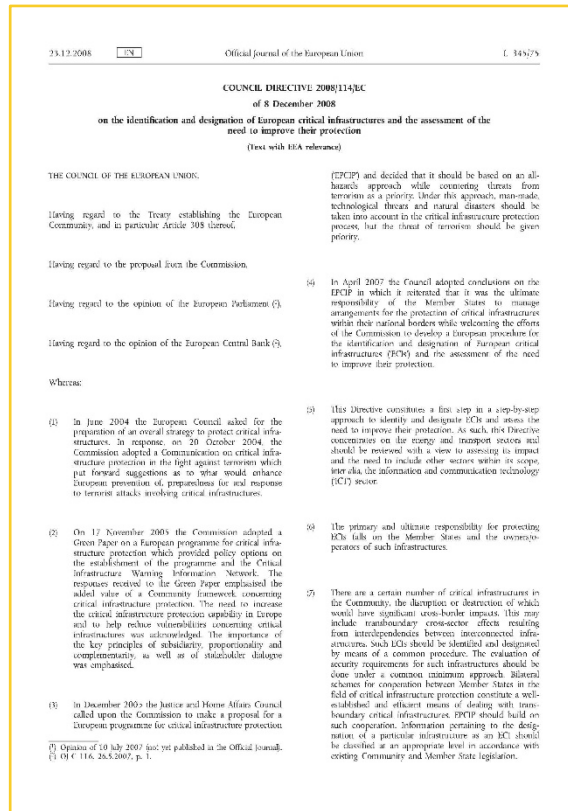 23.12.2008
EN
Official Journal of the European Union
L 345/75
COUNCIL DIRECTIVE 2008/114/EC
of 8 December 2008
on the identification and designation of European critical infrastructures and the assessment of the
need to improve their protection
(Text with EEA relevance)
THE COUNCIL OF THE EUROPEAN UNION,
Having regard to the Treaty establishing the European
Community, and in particular Article 308 thereof,
Having regard to the proposal from the Commission,
Having regard to the opinion of the European Parliament (1),
Having regard to the opinion of the European Central Bank (2),
Whereas:
(1) In June 2004 the European Council asked for the
preparation of an overall strategy to protect critical infra-
structures. In response, on 20 October 2004, the
Commission adopted a Communication on critical infra-
structure protection in the fight against terrorism which
put forward suggestions as to what would enhance
European prevention of, preparedness for and response
to terrorist attacks involving critical infrastructures.
(2) On 17 November 2005 the Commission adopted a
Green Paper on a European programme for critical infra-
structure protection which provided policy options on
the establishment of the programme and the Critical
Infrastructure Warning Information Network. The
responses received to the Green Paper emphasised the
added value of a Community framework concerning
critical infrastructure protection. The need to increase
the critical infrastructure protection capability in Europe
and to help reduce vulnerabilities concerning critical
infrastructures was acknowledged. The importance of
the key principles of subsidiarity, proportionality and
complementarity, as well as of stakeholder dialogue
was emphasised.
(3) In December 2005 the Justice and Home Affairs Council
called upon the Commission to make a proposal for a
European programme for critical infrastructure protection
(1) Opinion of 10 July 2007 (not yet published in the Official Journal).
(2) OJ C 116, 26.5.2007, p. 1.
('EPCIP') and decided that it should be based on an all-
hazards approach while countering threats from
terrorism as a priority. Under this approach, man-made,
technological threats and natural disasters should be
taken into account in the critical infrastructure protection
process, but the threat of terrorism should be given
priority.
(4) In April 2007 the Council adopted conclusions on the
EPCIP in which it reiterated that it was the ultimate
responsibility of the Member States to manage
arrangements for the protection of critical infrastructures
within their national borders while welcoming the efforts
of the Commission to develop a European procedure for
the identification and designation of European critical
infrastructures ('ECIs') and the assessment of the need
to improve their protection.
(5) This Directive constitutes a first step in a step-by-step
approach to identify and designate ECIs and assess the
need to improve their protection. As such, this Directive
concentrates on the energy and transport sectors and
should be reviewed with a view to assessing its impact
and the need to include other sectors within its scope,
inter alia, the information and communication technology
('ICT') sector.
(6) The primary and ultimate responsibility for protecting
ECIs falls on the Member States and the owners/o-
perators of such infrastructures.
(7) There are a certain number of critical infrastructures in
the Community, the disruption or destruction of which
would have significant cross-border impacts. This may
include transboundary cross-sector effects resulting
from interdependencies between interconnected infra-
structures. Such ECIs should be identified and designated
by means of a common procedure. The evaluation of
security requirements for such infrastructures should be
done under a common minimum approach. Bilateral
schemes for cooperation between Member States in the
field of critical infrastructure protection constitute a well-
established and efficient means of dealing with trans-
boundary critical infrastructures. EPCIP should build on
such cooperation. Information pertaining to the desig-
nation of a particular infrastructure as an ECI should
be classified at an appropriate level in accordance with
existing Community and Member State legislation.